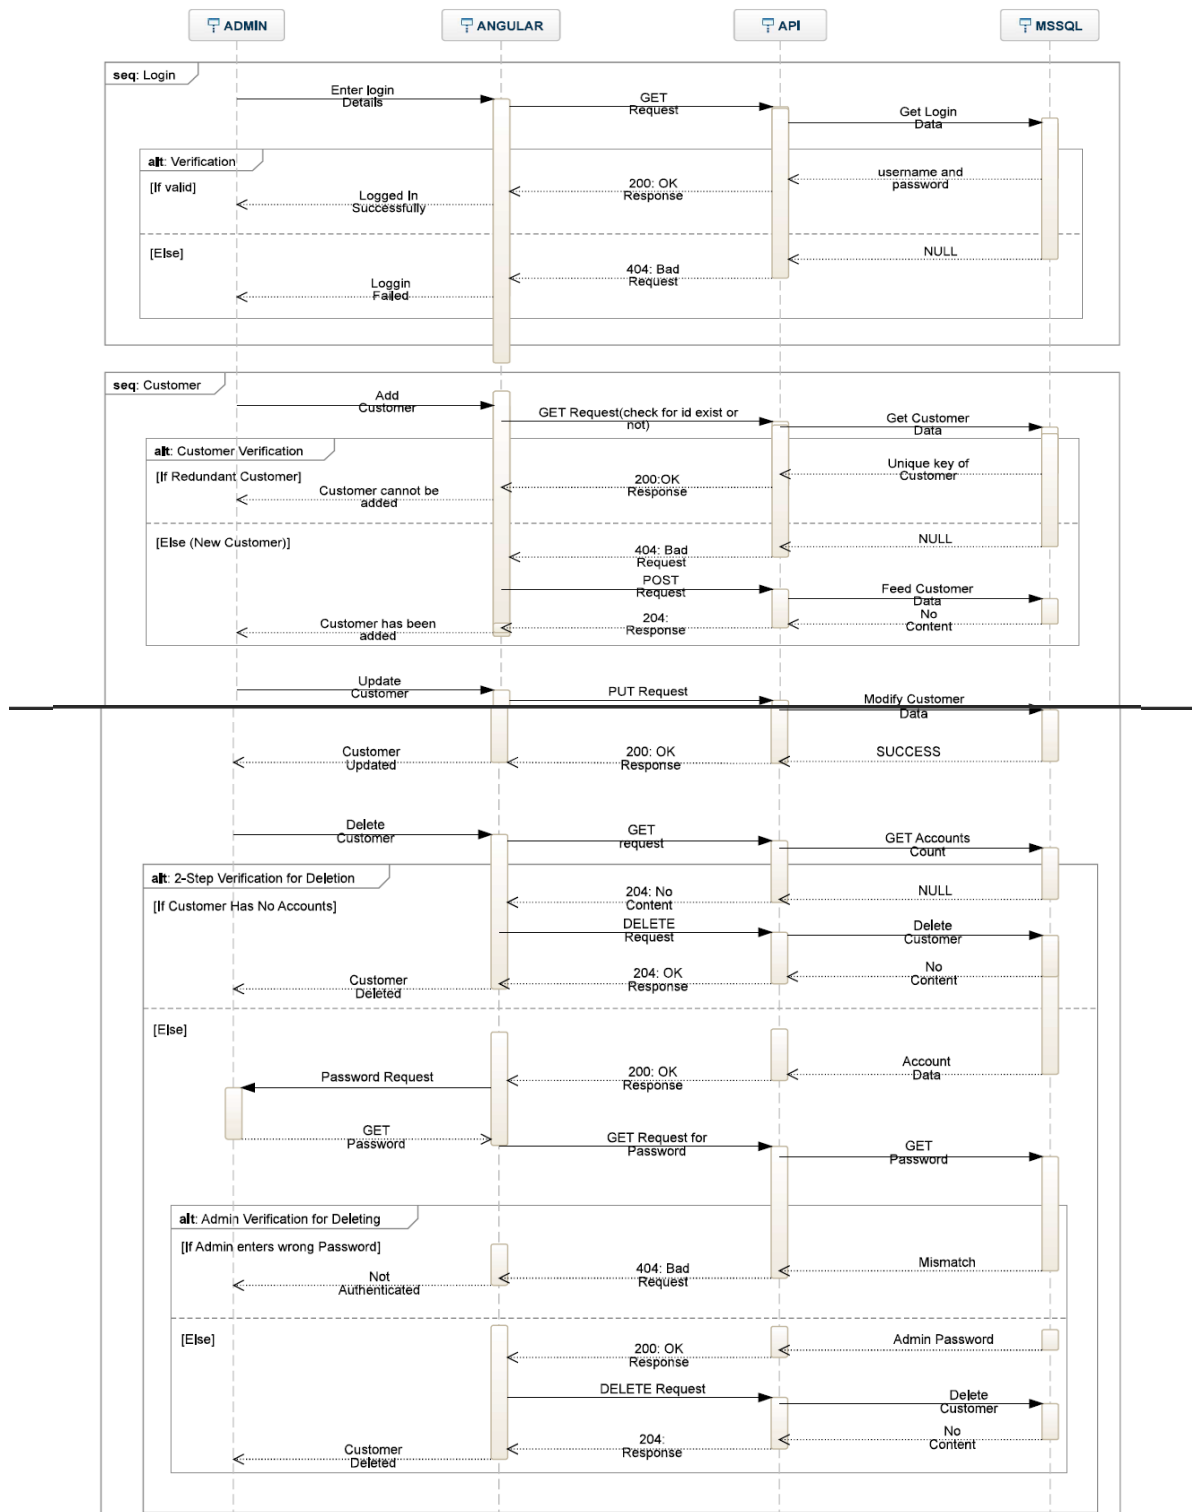 ADMIN
ANGULAR
API
MSSQL
seq: Login
Enter login
Details
GET
Request
Get Login
Data
alt: Verification
[If valid]
username and
password
200: OK
Response
Logged In
Successfully
[Else]
NULL
404: Bad
Request
Loggin
Failed
seq: Customer
Add
Customer
GET Request(check for id exist or
not)
Get Customer
Data
alt: Customer Verification
[If Redundant Customer]
Unique key of
Customer
200:OK
Response
Customer cannot be
added
[Else (New Customer)]
NULL
404: Bad
Request
POST
Request
Feed Customer
Data
No
Content
204:
Response
Customer has been
added
Update
Customer
PUT Request
Modify Customer
Data
SUCCESS
200: OK
Response
Customer
Updated
Delete
Customer
GET
request
GET Accounts
Count
alt: 2-Step Verification for Deletion
[If Customer Has No Accounts]
NULL
204: No
Content
DELETE
Request
Delete
Customer
No
Content
204: OK
Response
Customer
Deleted
[Else]
Account
Data
200: OK
Response
Password Request
GET
Password
GET Request for
Password
GET
Password
alt: Admin Verification for Deleting
[If Admin enters wrong Password]
Mismatch
404: Bad
Request
Not
Authenticated
[Else]
Admin Password
200: OK
Response
DELETE Request
Delete
Customer
No
Content
204:
Response
Customer
Deleted